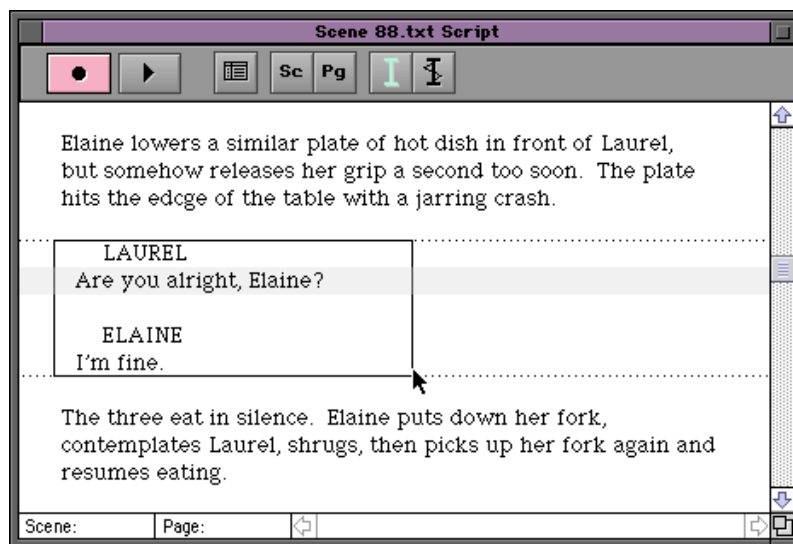 Scene 88.txt Script
Sc Pg
Elaine lowers a similar plate of hot dish in front of Laurel,
but somehow releases her grip a second too soon. The plate
hits the edcge of the table with a jarring crash.
LAUREL
Are you alright, Elaine?
ELAINE
I'm fine.
The three eat in silence. Elaine puts down her fork,
contemplates Laurel, shrugs, then picks up her fork again and
resumes eating.
Scene: Page: